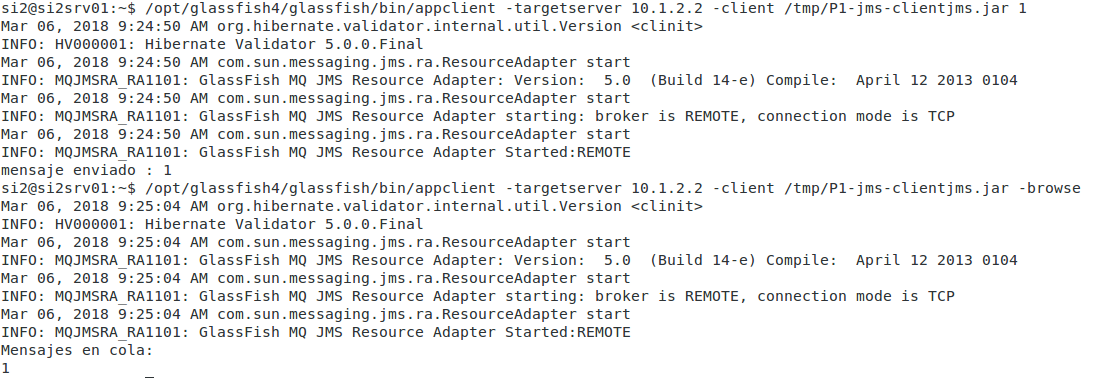 si2@si2srv01:~$ /opt/glassfish4/glassfish/bin/appclient -targetserver 10.1.2.2 -client /tmp/P1-jms-clientjms.jar 1
Mar 06, 2018 9:24:50 AM org.hibernate.validator.internal.util.Version <clinit>
INFO: HV000001: Hibernate Validator 5.0.0.Final
Mar 06, 2018 9:24:50 AM com.sun.messaging.jms.ra.ResourceAdapter start
INFO: MQJMSRA_RA1101: GlassFish MQ JMS Resource Adapter: Version:  5.0  (Build 14-e) Compile:  April 12 2013 0104
Mar 06, 2018 9:24:50 AM com.sun.messaging.jms.ra.ResourceAdapter start
INFO: MQJMSRA_RA1101: GlassFish MQ JMS Resource Adapter starting: broker is REMOTE, connection mode is TCP
Mar 06, 2018 9:24:50 AM com.sun.messaging.jms.ra.ResourceAdapter start
INFO: MQJMSRA_RA1101: GlassFish MQ JMS Resource Adapter Started:REMOTE
mensaje enviado : 1
si2@si2srv01:~$ /opt/glassfish4/glassfish/bin/appclient -targetserver 10.1.2.2 -client /tmp/P1-jms-clientjms.jar -browse
Mar 06, 2018 9:25:04 AM org.hibernate.validator.internal.util.Version <clinit>
INFO: HV000001: Hibernate Validator 5.0.0.Final
Mar 06, 2018 9:25:04 AM com.sun.messaging.jms.ra.ResourceAdapter start
INFO: MQJMSRA_RA1101: GlassFish MQ JMS Resource Adapter: Version:  5.0  (Build 14-e) Compile:  April 12 2013 0104
Mar 06, 2018 9:25:04 AM com.sun.messaging.jms.ra.ResourceAdapter start
INFO: MQJMSRA_RA1101: GlassFish MQ JMS Resource Adapter starting: broker is REMOTE, connection mode is TCP
Mar 06, 2018 9:25:04 AM com.sun.messaging.jms.ra.ResourceAdapter start
INFO: MQJMSRA_RA1101: GlassFish MQ JMS Resource Adapter Started:REMOTE
Mensajes en cola:
1